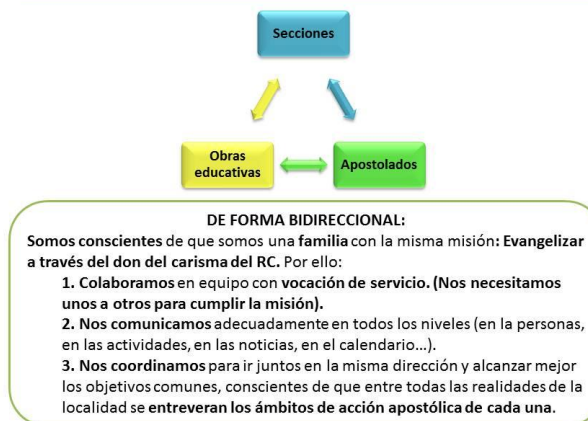 Secciones
Obras
educativas
Apostolados
DE FORMA BIDIRECCIONAL:
Somos conscientes de que somos una familia con la misma misión: Evangelizar
a través del don del carisma del RC. Por ello:
1. Colaboramos en equipo con vocación de servicio. (Nos necesitamos
unos a otros para cumplir la misión).
2. Nos comunicamos adecuadamente en todos los niveles (en la personas,
en las actividades, en las noticias, en el calendario...).
3. Nos coordinamos para ir juntos en la misma dirección y alcanzar mejor
los objetivos comunes, conscientes de que entre todas las realidades de la
localidad se entreveran los ámbitos de acción apostólica de cada una.